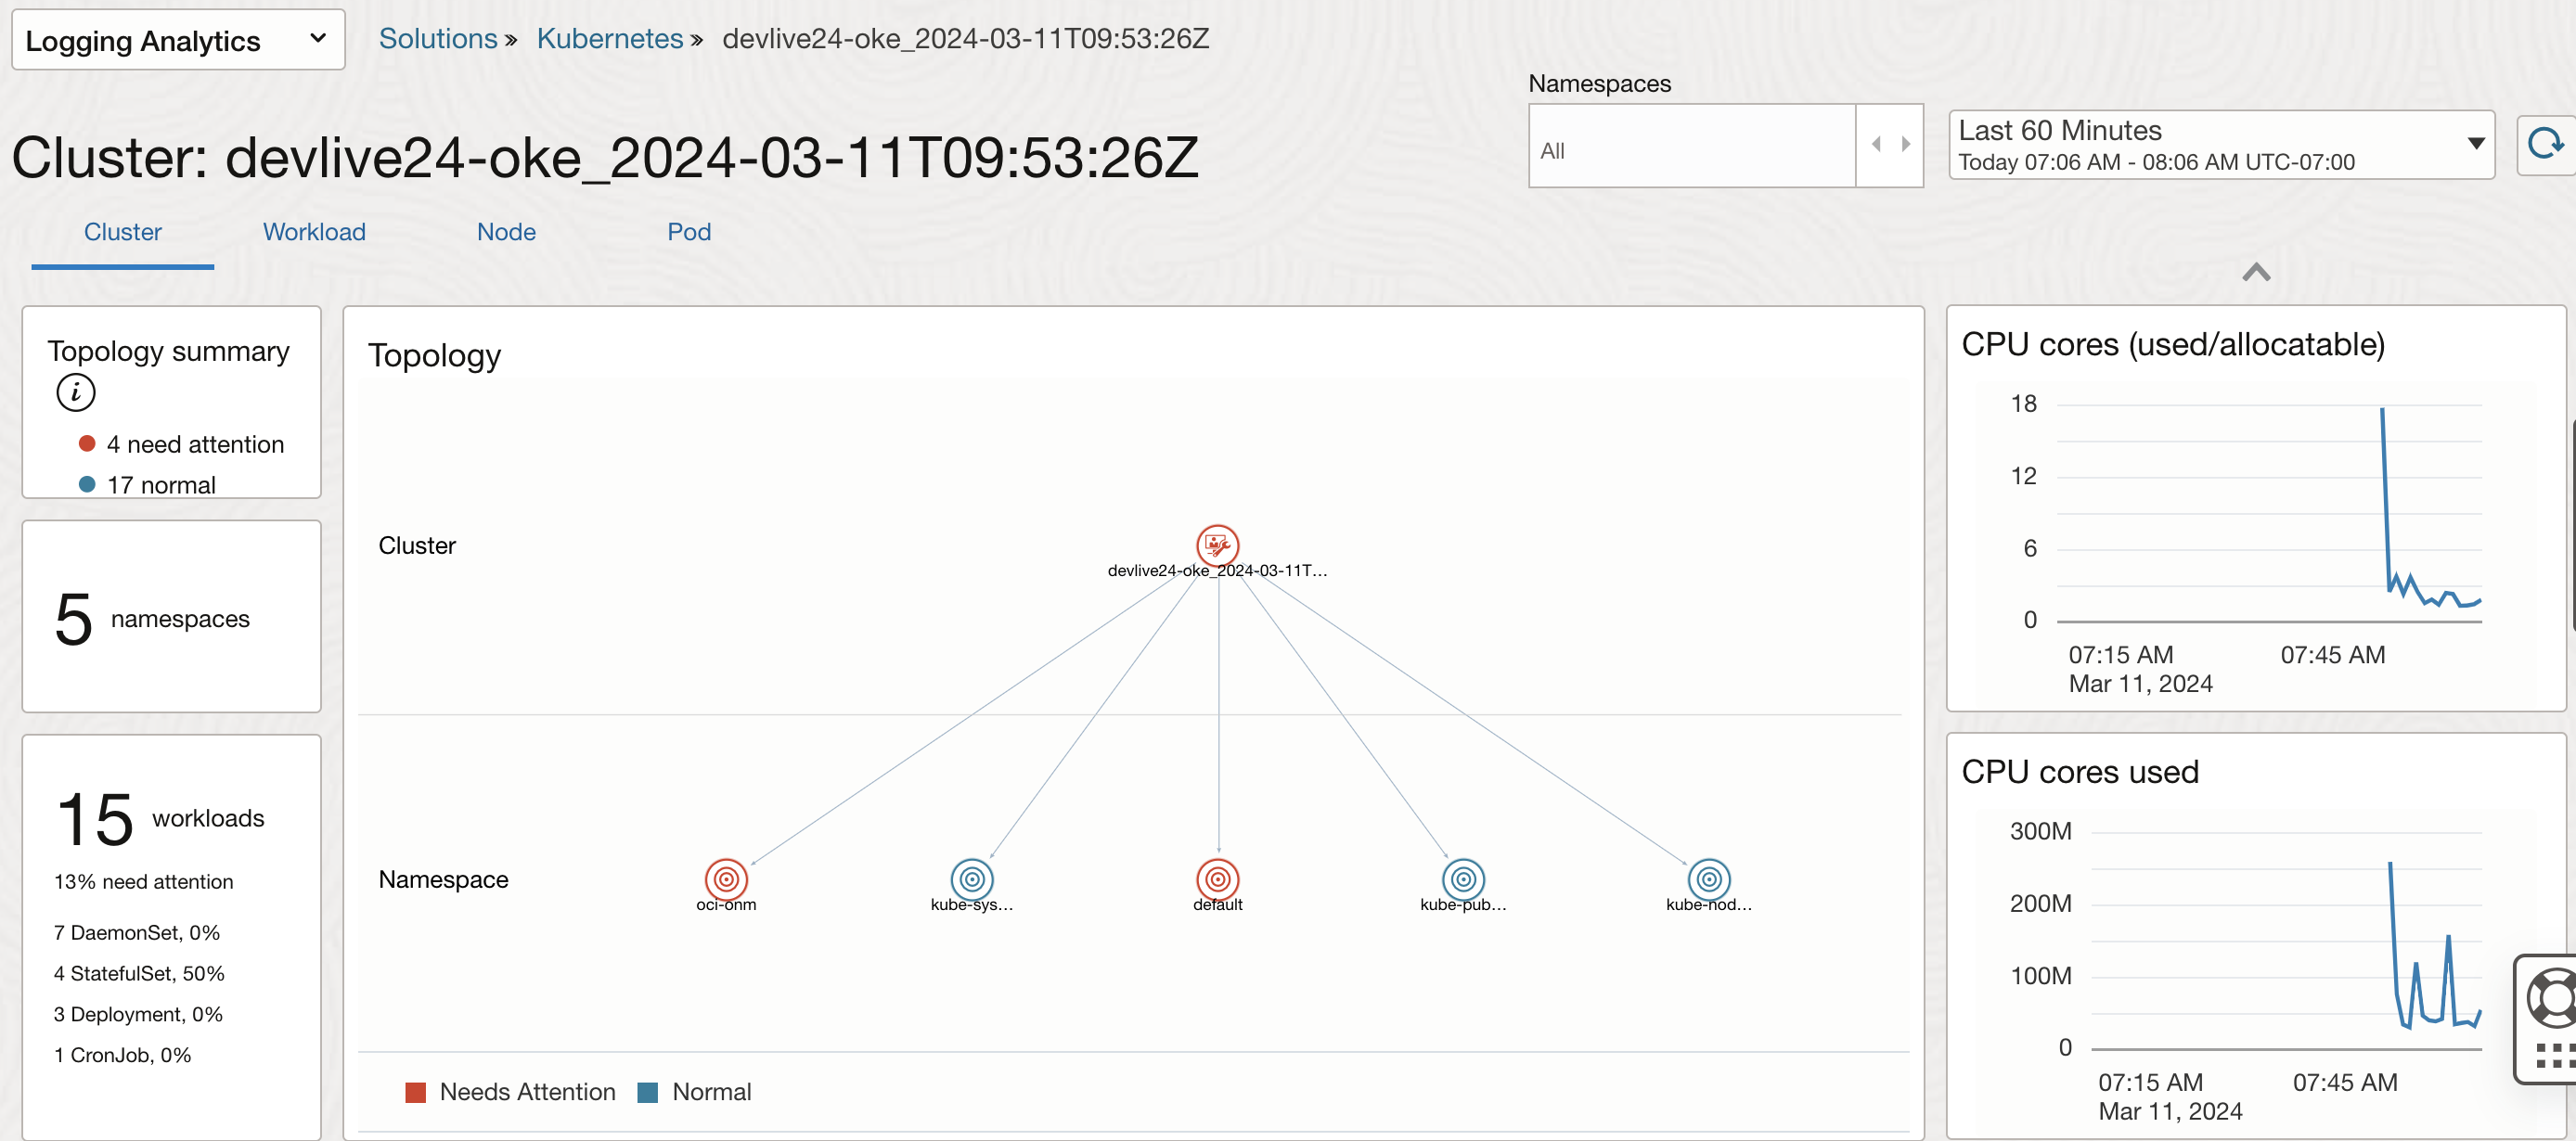 Logging Analytics
Solutions » Kubernetes » devlive24-oke_2024-03-11T09:53:26Z
Namespaces
Cluster: devlive24-oke_2024-03-11T09:53:26Z
All
Last 60 Minutes
Today 07:06 AM - 08:06 AM UTC-07:00
Cluster
Workload
Node
Pod
Topology summary
i
4 need attention
17 normal
5 namespaces
15 workloads
13% need attention
7 DaemonSet, 0%
4 StatefulSet, 50%
3 Deployment, 0%
1 CronJob, 0%
Topology
Cluster
devlive24-oke_2024-03-11T...
Namespace
oci-onm
kube-sys...
default
kube-pub...
kube-nod...
Needs Attention
Normal
CPU cores (used/allocatable)
18
12
6
0
07:15 AM
07:45 AM
Mar 11, 2024
CPU cores used
300M
200M
100M
0
07:15 AM
07:45 AM
Mar 11, 2024